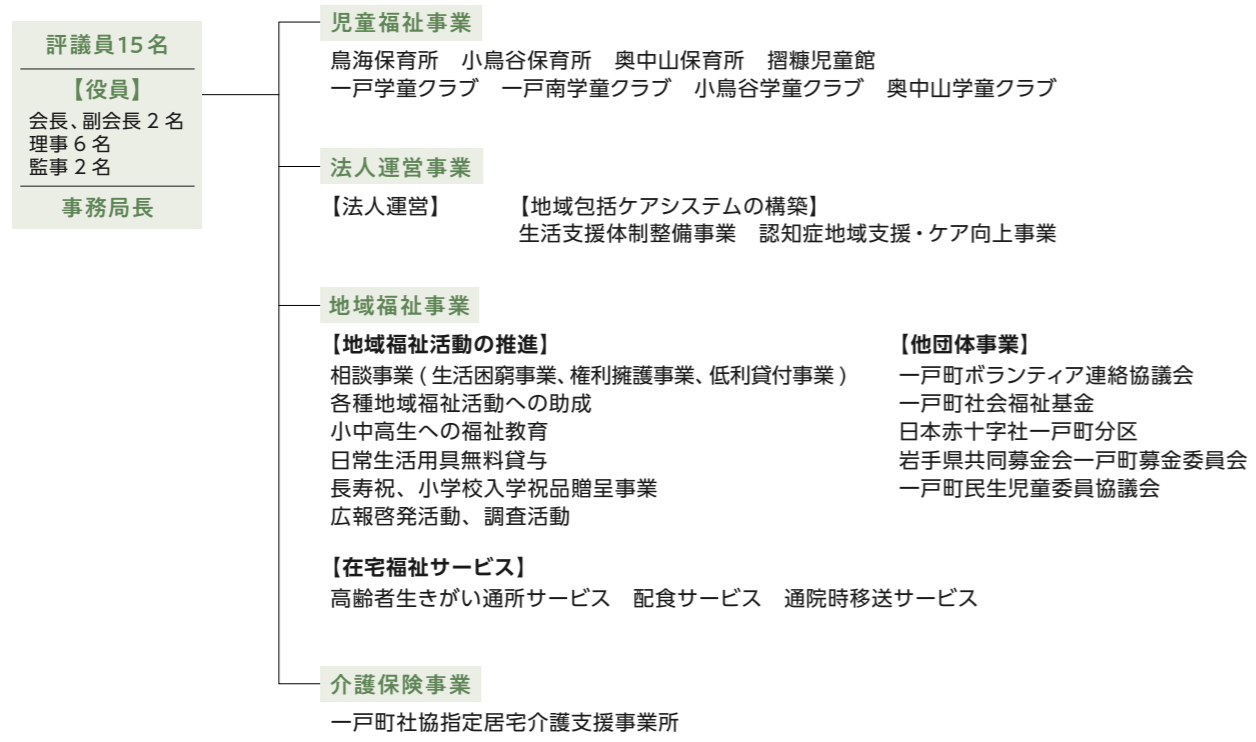 評議員15名
【役員】
会長、副会長2名
理事6名
監事2名
事務局長
児童福祉事業
鳥海保育所　小鳥谷保育所　奥中山保育所　摺糠児童館
一戸学童クラブ　一戸南学童クラブ　小鳥谷学童クラブ　奥中山学童クラブ
法人運営事業
【法人運営】　【地域包括ケアシステムの構築】
生活支援体制整備事業　認知症地域支援・ケア向上事業
地域福祉事業
【地域福祉活動の推進】
相談事業(生活困窮事業、権利擁護事業、低利貸付事業)
各種地域福祉活動への助成
小中高生への福祉教育
日常生活用具無料貸与
長寿祝、小学校入学祝品贈呈事業
広報啓発活動、調査活動
【他団体事業】
一戸町ボランティア連絡協議会
一戸町社会福祉基金
日本赤十字社一戸町分区
岩手県共同募金会一戸町募金委員会
一戸町民生児童委員協議会
【在宅福祉サービス】
高齢者生きがい通所サービス　配食サービス　通院時移送サービス
介護保険事業
一戸町社協指定居宅介護支援事業所